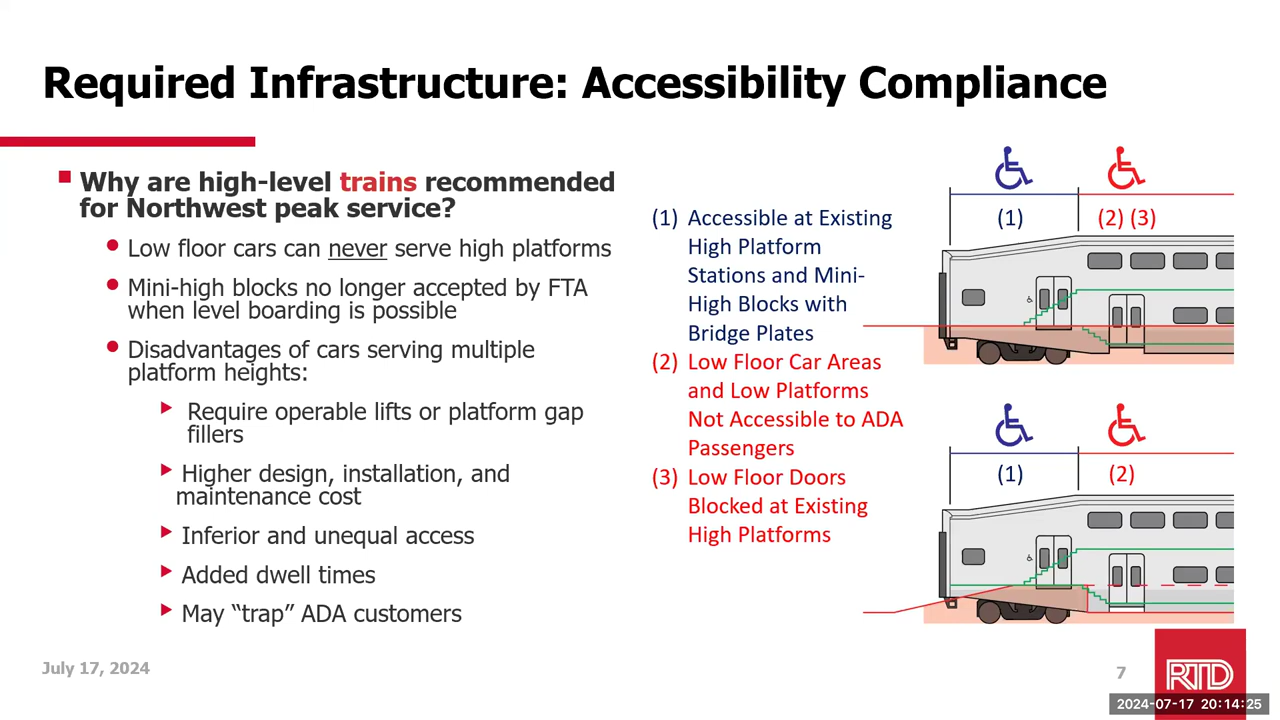 Required Infrastructure: Accessibility Compliance
Why are high-level trains recommended
for Northwest peak service?
Low floor cars can never serve high platforms
Mini-high blocks no longer accepted by FTA
when level boarding is possible
Disadvantages of cars serving multiple
platform heights:
Require operable lifts or platform gap
fillers
Higher design, installation, and
maintenance cost
Inferior and unequal access
Added dwell times
May “trap” ADA customers
(1) Accessible at Existing
High Platform
Stations and Mini-
High Blocks with
Bridge Plates
(2) Low Floor Car Areas
and Low Platforms
Not Accessible to ADA
Passengers
(3) Low Floor Doors
Blocked at Existing
High Platforms
(1)
(2) (3)
(1)
(2)
July 17, 2024
7
RTD
2024-07-17 20:14:25